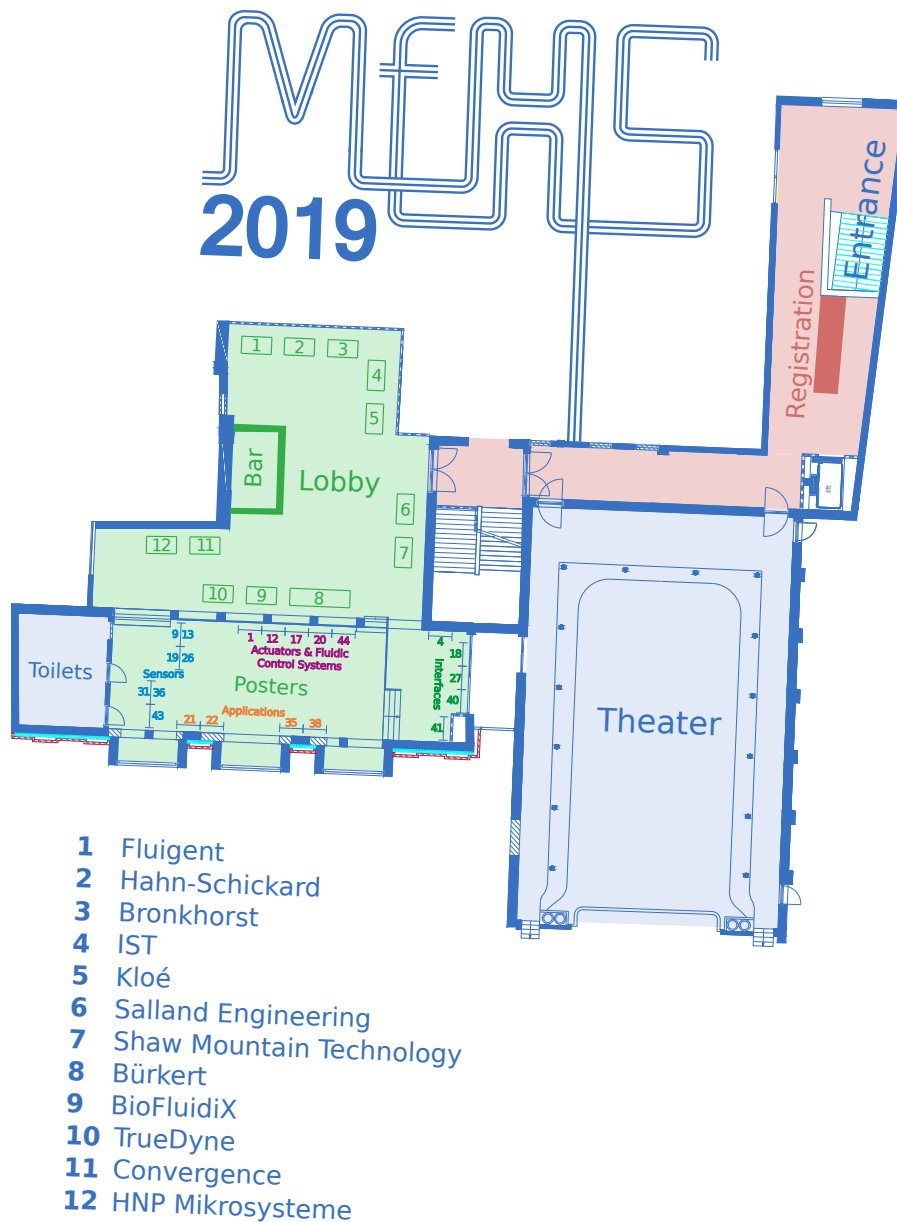 MFHS
2019
Entrance
Registration
1
2
3
4
5
Bar
Lobby
6
7
12
11
10
9
8
lift
Toilets
9 13
19 26
Sensors
31 36
43
1 12 17 20 44
Actuators & Fluidic
Control Systems
Posters
Applications
21 22
35 38
4
18
27
40
41
Interfaces
Theater
1 Fluigent
2 Hahn-Schickard
3 Bronkhorst
4 IST
5 Kloé
6 Salland Engineering
7 Shaw Mountain Technology
8 Bürkert
9 BioFluidiX
10 TrueDyne
11 Convergence
12 HNP Mikrosysteme